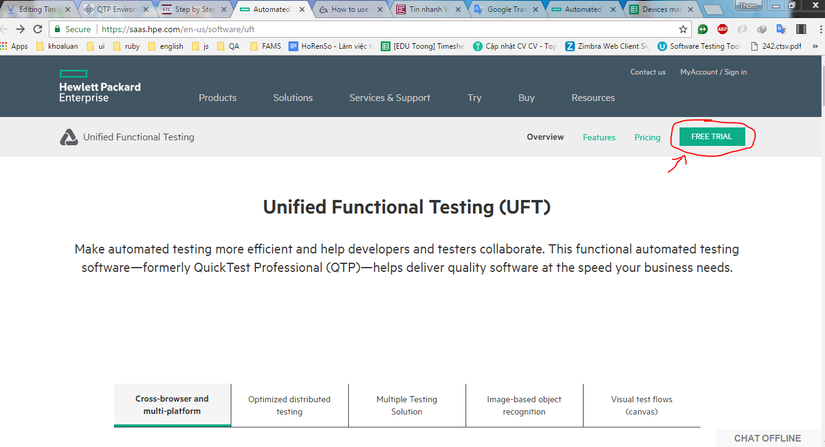 Editing Tim
QTP Environ
Step by Step
Automated
How to use
Tin nhanh V
Google Tran
Automated
Devices man
Thơm
Secure
https://saas.hpe.com/en-us/software/uft
Apps
khoaluan
ui
ruby
english
js
QA
FAMS
HoRenSo - Làm việc t
[EDU Toong] Timeshe
Cập nhật CV CV - Top
Zimbra Web Client Sig
Software Testing Tool
242.ctsv.pdf
»
Contact us
MyAccount / Sign in
Hewlett Packard
Enterprise
Products
Solutions
Services & Support
Try
Buy
Resources
Unified Functional Testing
Overview
Features
Pricing
FREE TRIAL
Unified Functional Testing (UFT)
Make automated testing more efficient and help developers and testers collaborate. This functional automated testing
software—formerly QuickTest Professional (QTP)—helps deliver quality software at the speed your business needs.
Cross-browser and
multi-platform
Optimized distributed
testing
Multiple Testing
Solution
Image-based object
recognition
Visual test flows
(canvas)
CHAT OFFLINE